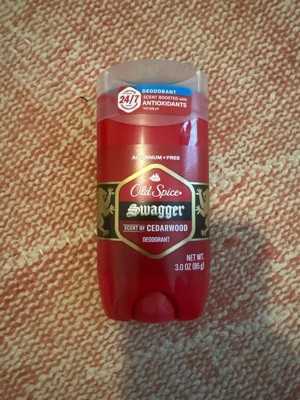 DEODORANT
SCENT BOOSTED with
ANTIOXIDANTS
24/7
ALUMINUM+FREE
Old Spice
Swagger
SCENT OF CEDARWOOD
DEODORANT
NET WT.
3.0 OZ (85g)